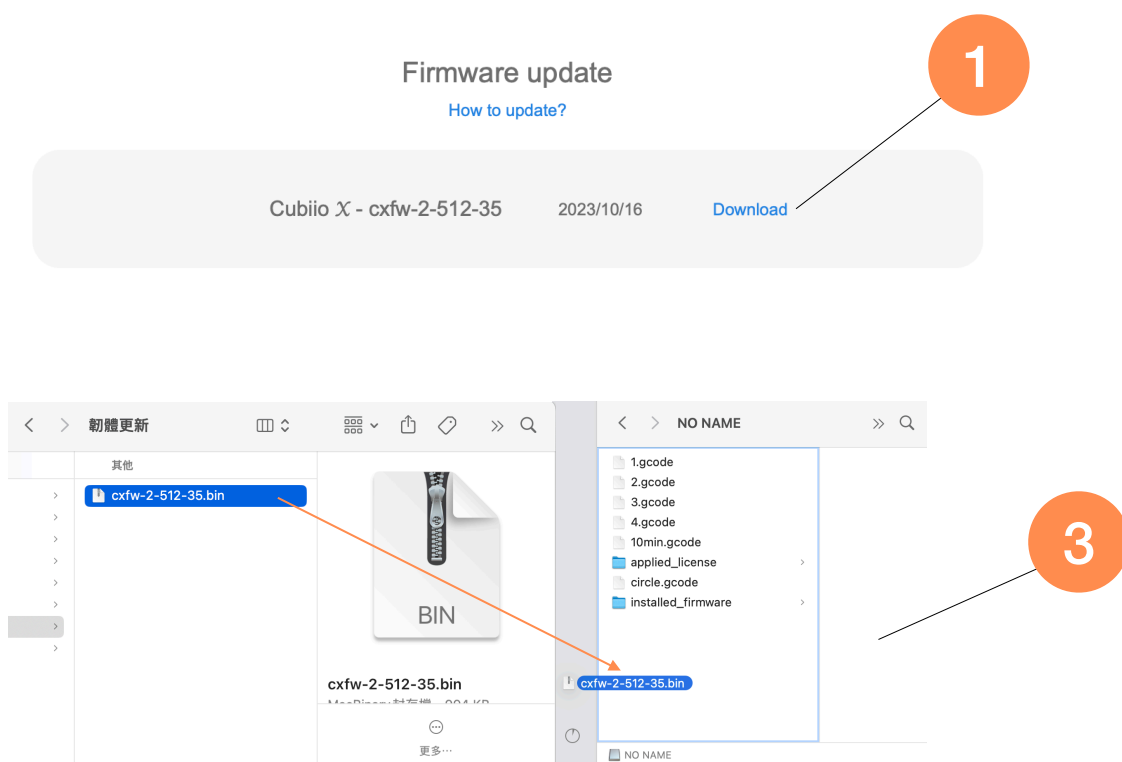 1
Firmware update
How to update?
Cubiio 𝒳 - cxfw-2-512-35 2023/10/16 Download
韌體更新
其他
cxfw-2-512-35.bin
BIN
cxfw-2-512-35.bin
更多…
NO NAME
1.gcode
2.gcode
3.gcode
4.gcode
10min.gcode
applied_license
circle.gcode
installed_firmware
cxfw-2-512-35.bin
NO NAME
3